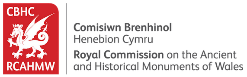 CBHC
RCAHMW
Comisiwn Brenhinol
Henebion Cymru
Royal Commission on the Ancient
and Historical Monuments of Wales